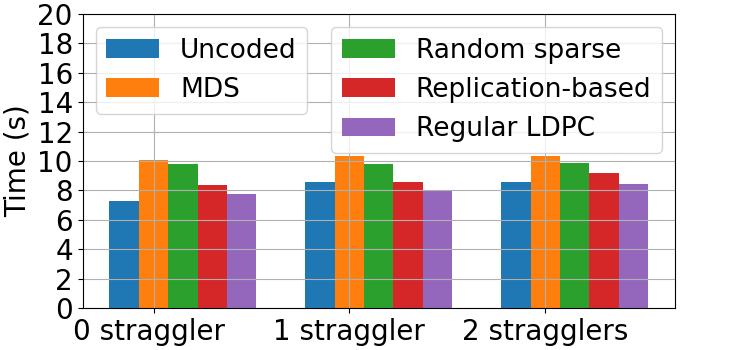 20
18
16
14
12
10
8
6
4
2
0
Time (s)
Uncoded
MDS
Random sparse
Replication-based
Regular LDPC
0 straggler
1 straggler
2 stragglers